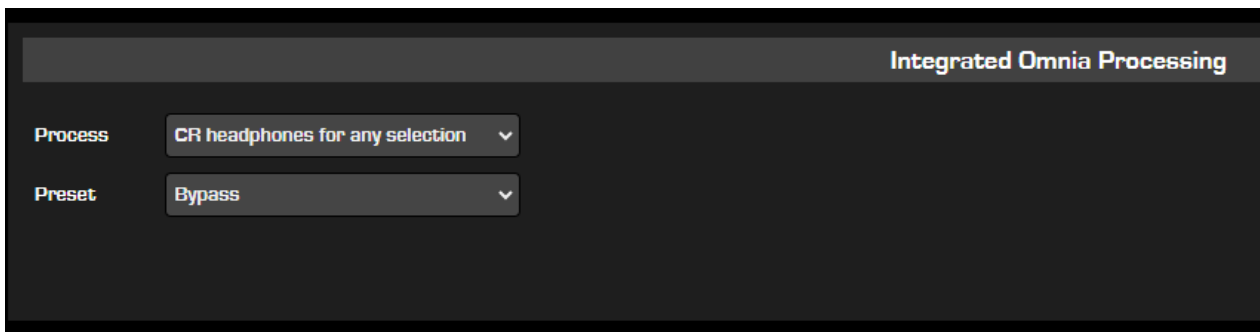 Integrated Omnia Processing
Process CR headphones for any selection
Preset Bypass